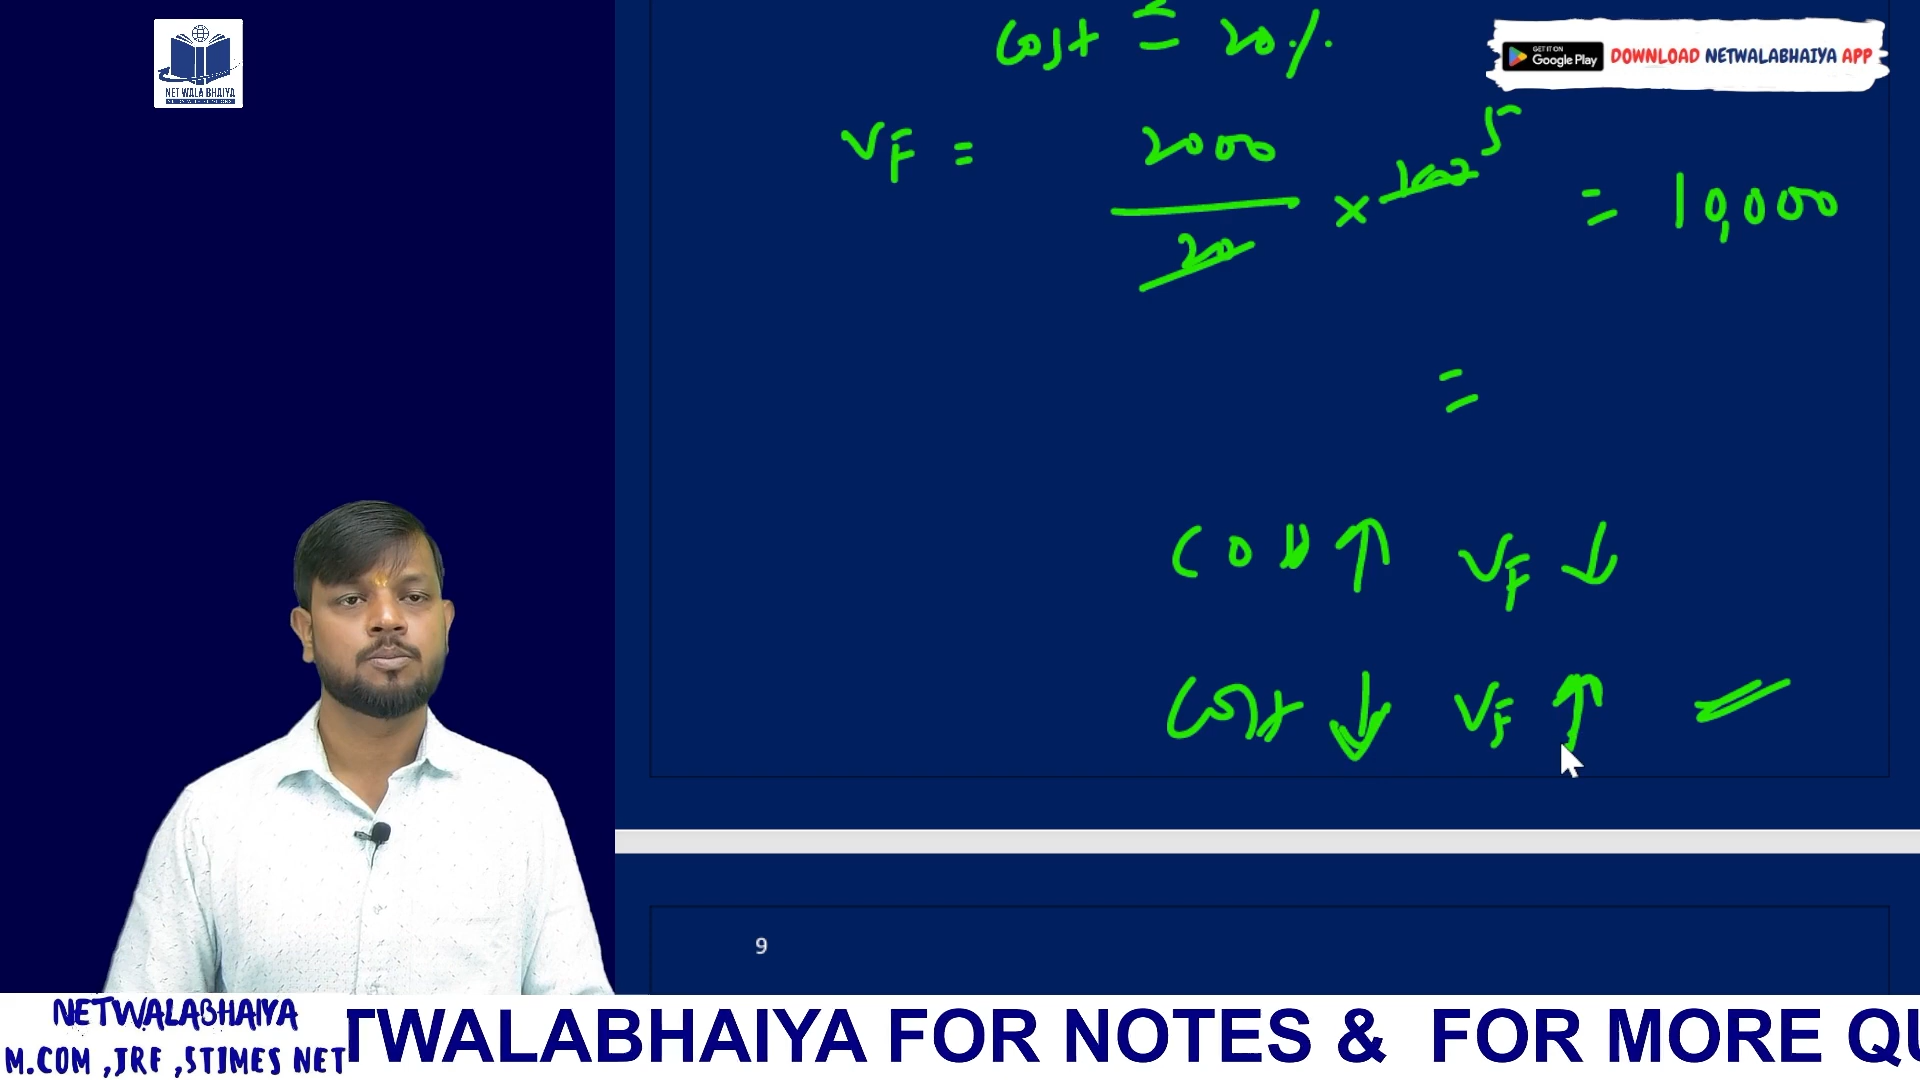 NET WALA BHAIYA
Cost = 20%
GET IT ON
Google Play
DOWNLOAD NETWALABHAIYA APP
VF = 2000 / 20 × 100 5 = 10,000
=
Cost ↑ VF ↓
Cost ↓ VF ↑
9
NETWALABHAIYA
M.COM ,JRF ,5TIMES NET
TWALABHAIYA FOR NOTES & FOR MORE QU